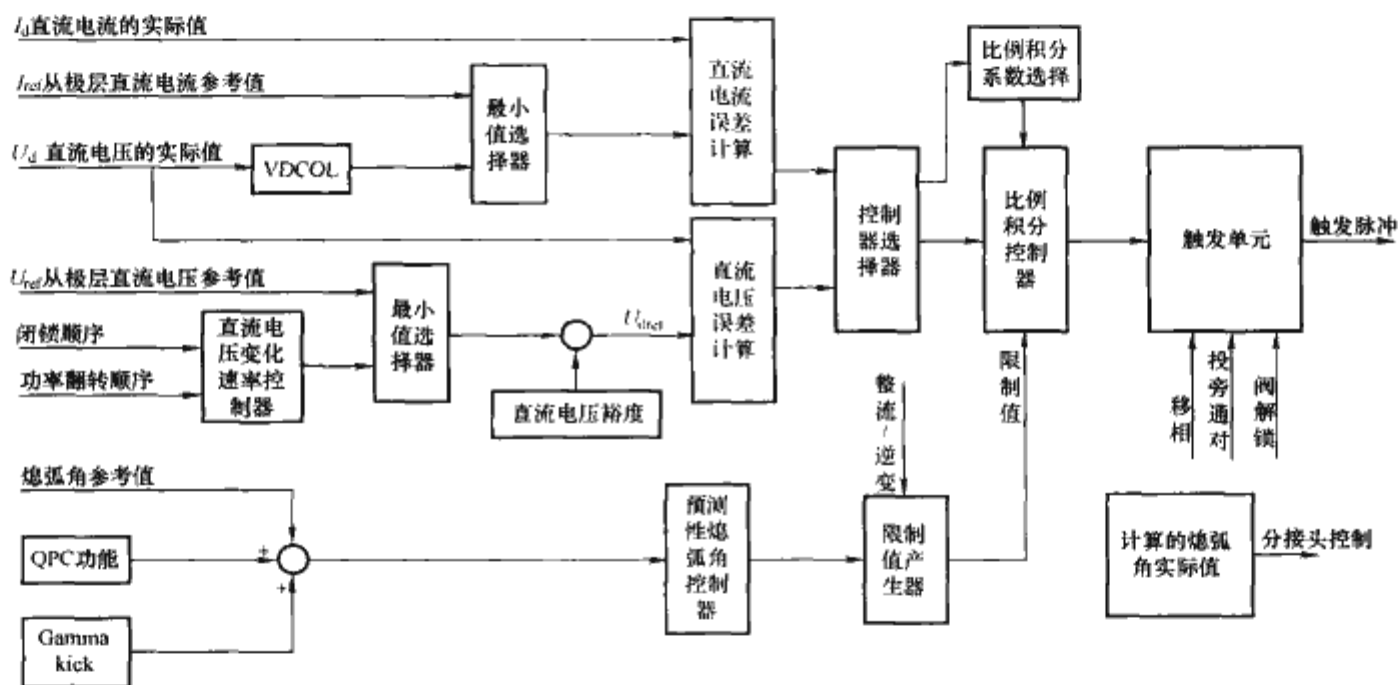 Id直流电流的实际值
Iref从极层直流电流参考值
Ud 直流电压的实际值
VDCOL
最小
值选
择器
直流
电流
误差
计算
比例积分
系数选择
Uref从极层直流电压参考值
闭锁顺序
功率翻转顺序
直流电
压变化
速率控
制器
最小
值选
择器
Udref
直流电压裕度
直流
电压
误差
计算
控制
器选
择器
比例
积分
控制
器
触发单元
触发脉冲
限制值
移相
投旁通对
阀解锁
整流/逆变
熄弧角参考值
QPC功能
+
+
Gamma
kick
预测
性熄
弧角
控制
器
限制
值产
生器
计算的熄弧
角实际值
分接头控制